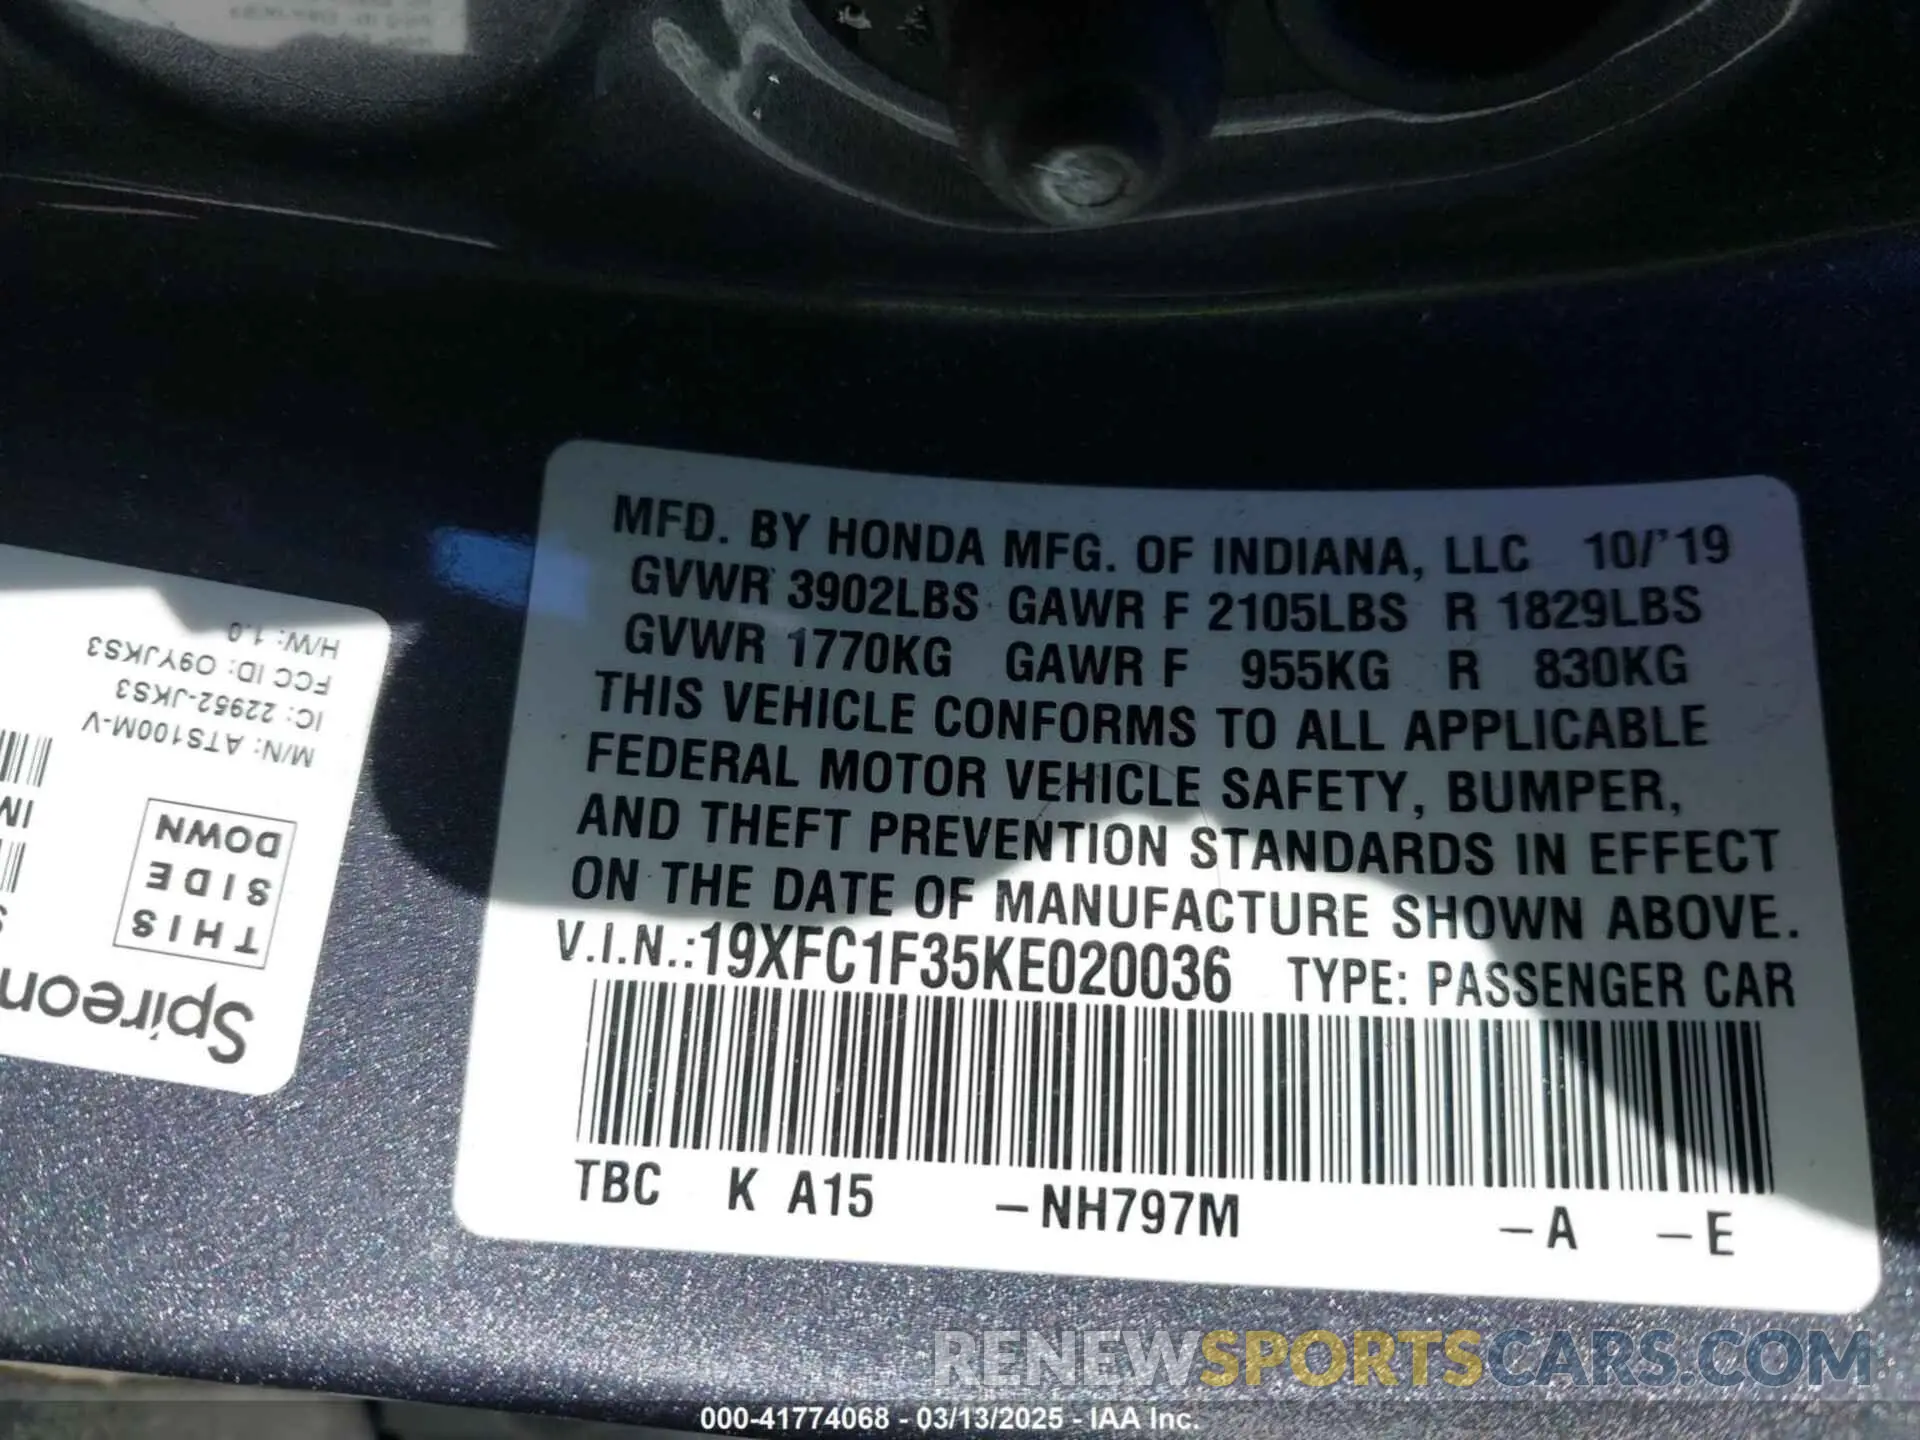 MFD. BY HONDA MFG. OF INDIANA, LLC 10/'19
GVWR 3902LBS GAWR F 2105LBS R 1829LBS
GVWR 1770KG GAWR F 955KG R 830KG
THIS VEHICLE CONFORMS TO ALL APPLICABLE
FEDERAL MOTOR VEHICLE SAFETY, BUMPER,
AND THEFT PREVENTION STANDARDS IN EFFECT
ON THE DATE OF MANUFACTURE SHOWN ABOVE.
V.I.N.:19XFC1F35KE020036 TYPE: PASSENGER CAR
TBC K A15 -NH797M -A -E
Spireon
THIS
SIDE
DOWN
M/N: ATS100M-V
IC: 22952-JKS3
FCC ID: O9YJKS3
H/W: 1.0
RENEWSPORTSCARS.COM
000-41774068 - 03/13/2025 - IAA Inc.